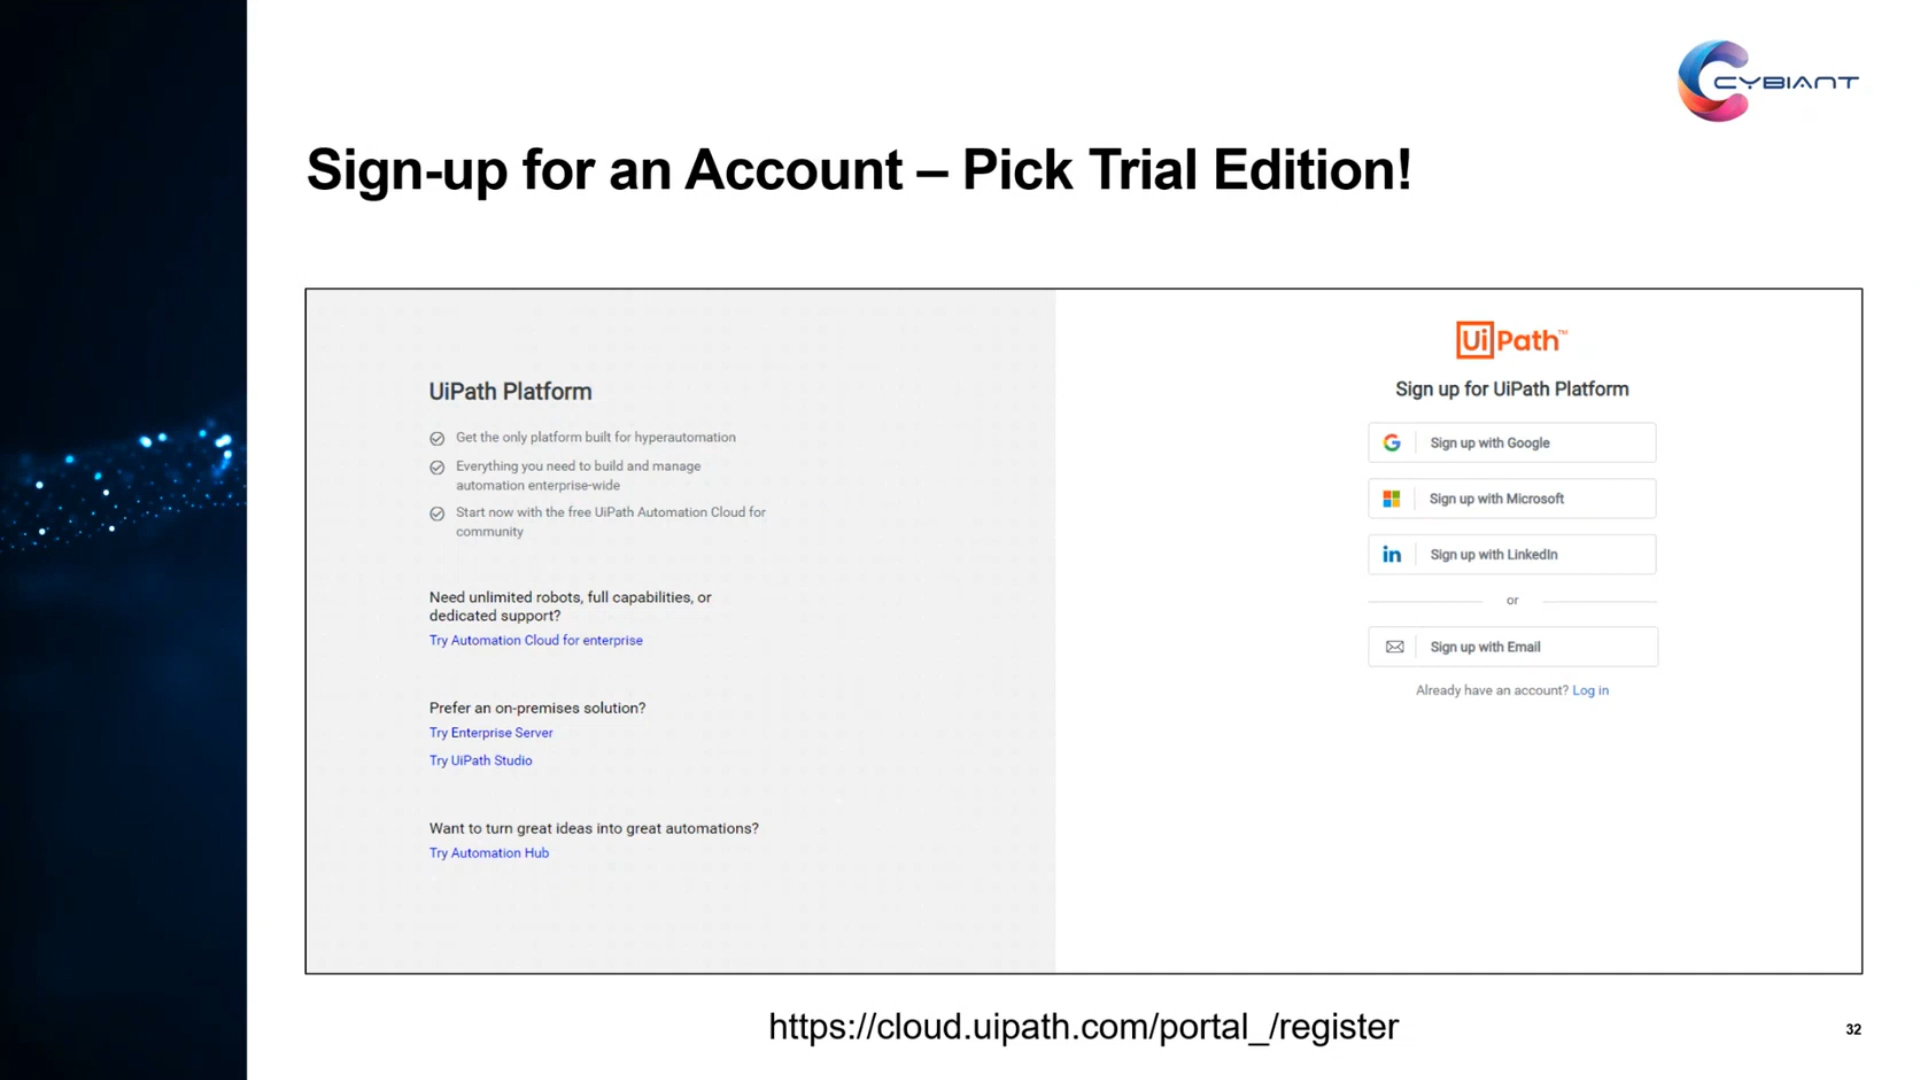 CYBIANT
Sign-up for an Account – Pick Trial Edition!
UiPath Platform
Get the only platform built for hyperautomation
Everything you need to build and manage
automation enterprise-wide
Start now with the free UiPath Automation Cloud for
community
Need unlimited robots, full capabilities, or
dedicated support?
Try Automation Cloud for enterprise
Prefer an on-premises solution?
Try Enterprise Server
Try UiPath Studio
Want to turn great ideas into great automations?
Try Automation Hub
UiPath™
Sign up for UiPath Platform
Sign up with Google
Sign up with Microsoft
in Sign up with LinkedIn
or
Sign up with Email
Already have an account? Log in
https://cloud.uipath.com/portal_/register
32